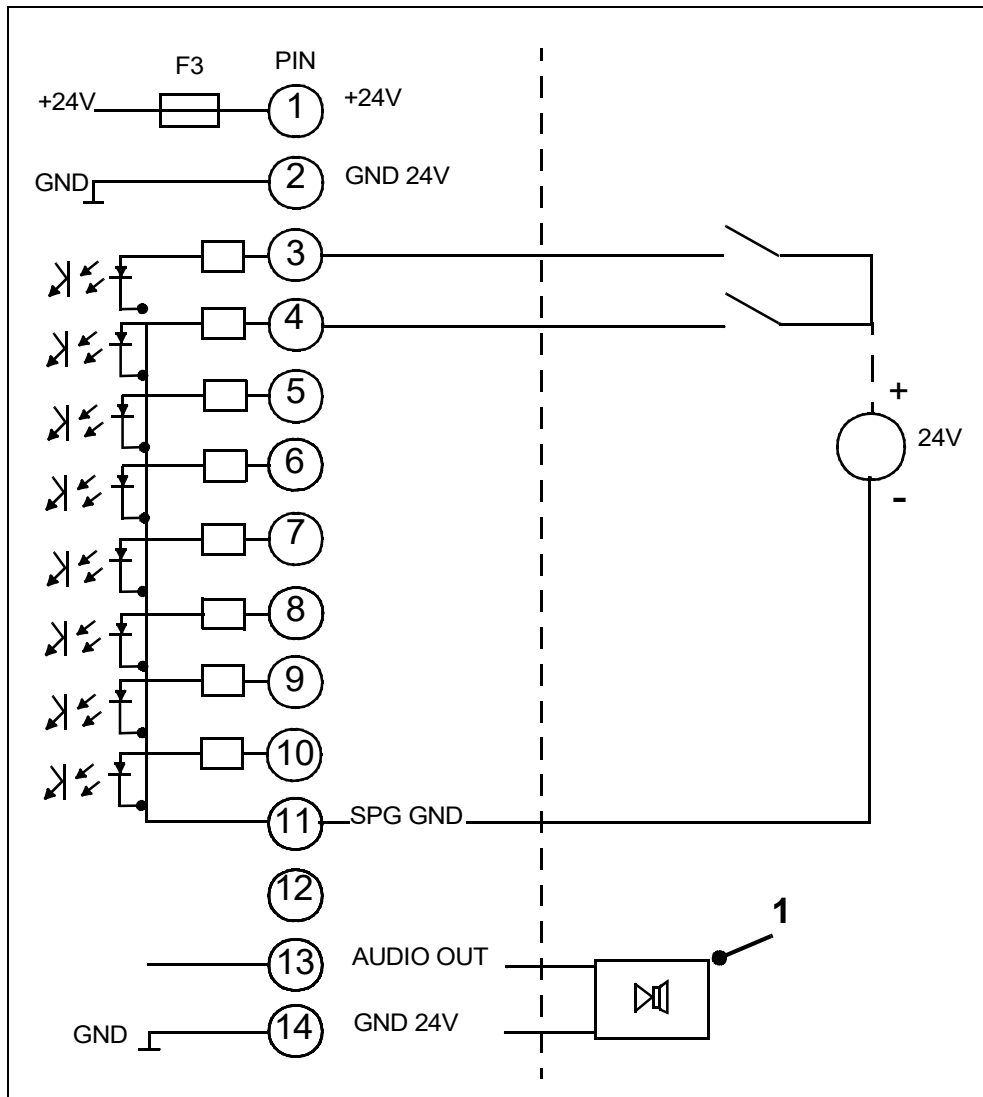 F3 PIN
+24V 1 +24V
GND 2 GND 24V
3
4
5
+
6 24V
-
7
8
9
10
11 SPG GND
12
1
13 AUDIO OUT
GND 14 GND 24V